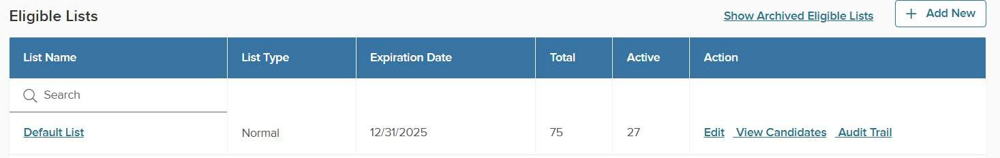 Eligible Lists Show Archived Eligible Lists + Add New
List Name List Type Expiration Date Total Active Action
Search
Default List Normal 12/31/2025 75 27 Edit View Candidates Audit Trail